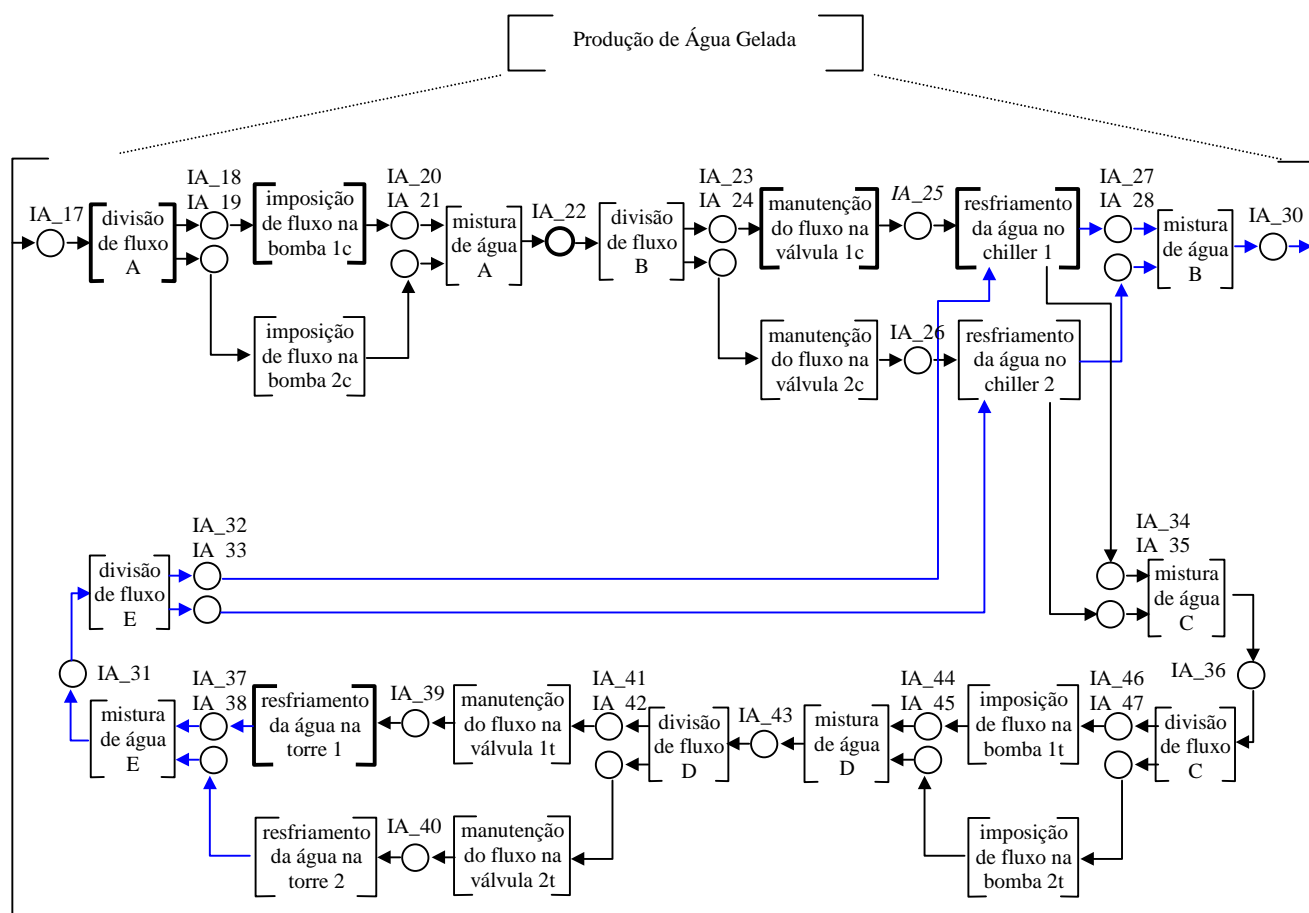 Produção de Água Gelada
IA_17
divisão
de fluxo
A
IA_18
IA_19
imposição
de fluxo na
bomba 1c
IA_20
IA_21
mistura
de água
A
IA_22
divisão
de fluxo
B
IA_23
IA_24
manutenção
do fluxo na
válvula 1c
IA_25
resfriamento
da água no
chiller 1
IA_27
IA_28
mistura
de água
B
IA_30
imposição
de fluxo na
bomba 2c
manutenção
do fluxo na
válvula 2c
IA_26
resfriamento
da água no
chiller 2
divisão
de fluxo
E
IA_32
IA_33
IA_34
IA_35
mistura
de água
C
IA_31
IA_36
mistura
de água
E
IA_37
IA_38
resfriamento
da água na
torre 1
IA_39
manutenção
do fluxo na
válvula 1t
IA_41
IA_42
divisão
de fluxo
D
IA_43
mistura
de água
D
IA_44
IA_45
imposição
de fluxo na
bomba 1t
IA_46
IA_47
divisão
de fluxo
C
resfriamento
da água na
torre 2
IA_40
manutenção
do fluxo na
válvula 2t
imposição
de fluxo na
bomba 2t